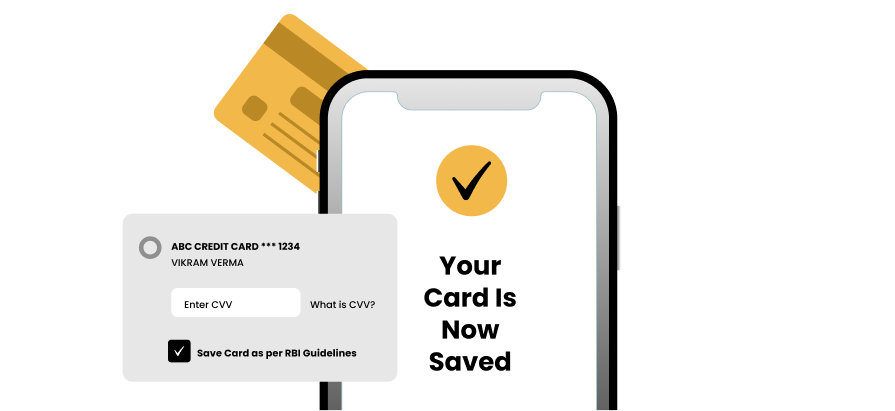 ABC CREDIT CARD *** 1234
VIKRAM VERMA
Enter CVV
What is CVV?
Save Card as per RBI Guidelines
Your
Card Is
Now
Saved